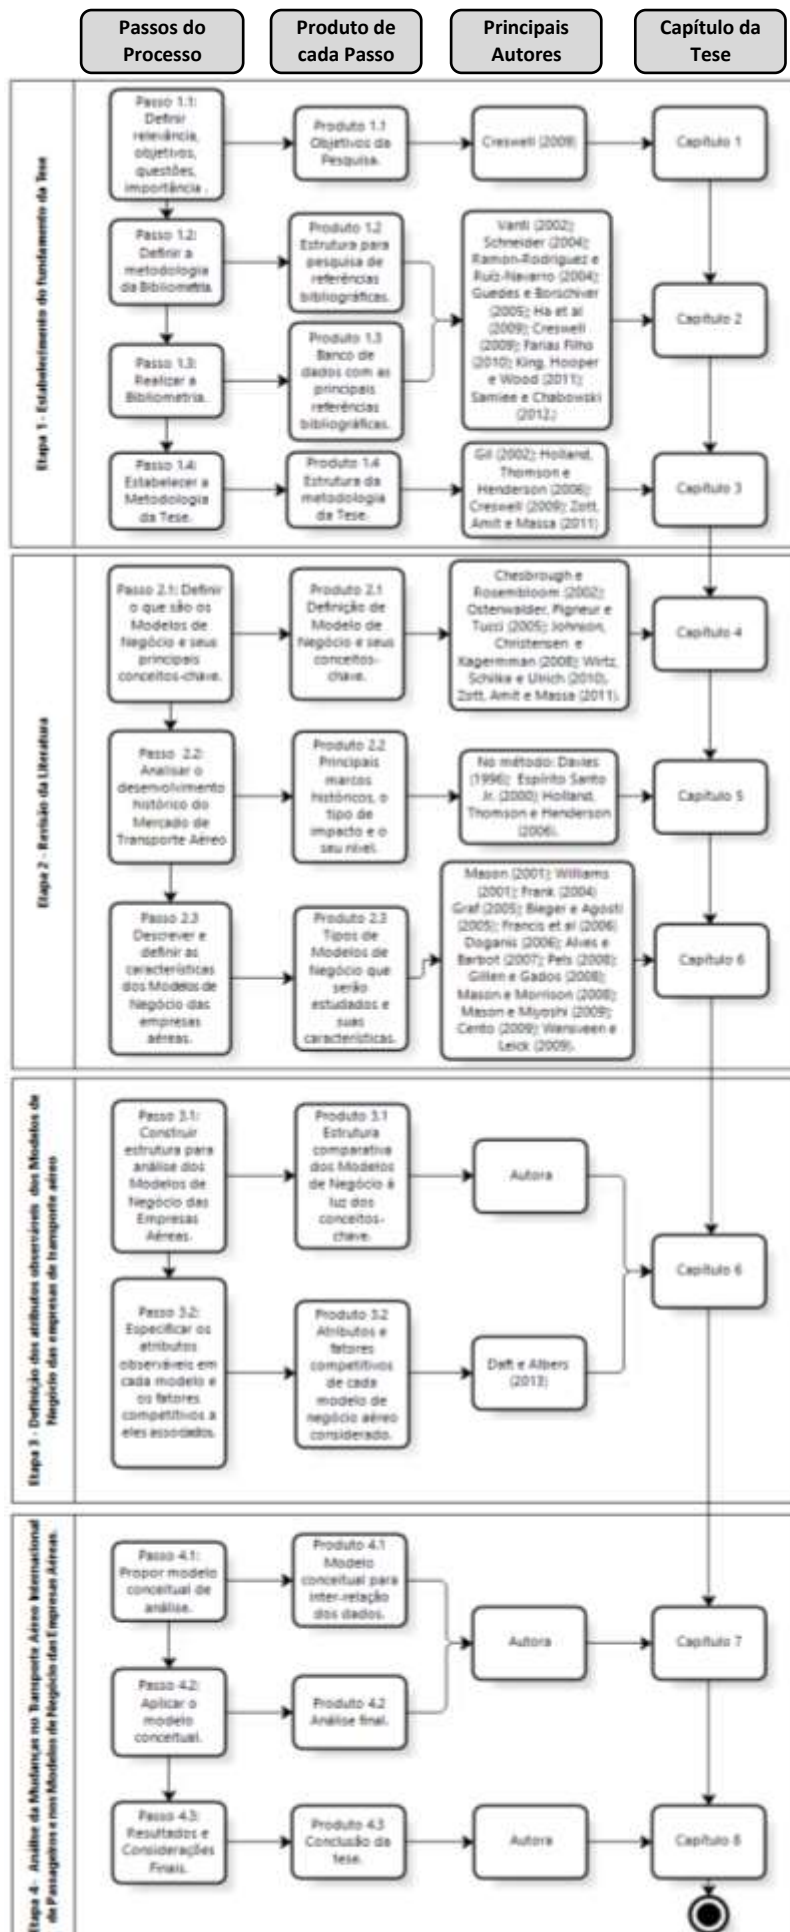 Passos do
Processo
Produto de
cada Passo
Principais
Autores
Capítulo da
Tese
Etapa 1 - Estabelecimento do fundamento da Tese
Passo 1.1:
Definir
relevância,
objetivos,
questões,
importância .
Produto 1.1
Objetivos da
Pesquisa.
Creswell (2009)
Capítulo 1
Passo 1.2:
Definir a
metodologia
da Bibliometria.
Produto 1.2
Estrutura para
pesquisa de
referências
bibliográficas.
Passo 1.3:
Realizar a
Bibliometria.
Produto 1.3
Banco de
dados com as
principais
referências
bibliográficas.
Vanti (2002);
Schneider (2004);
Ramon-Rodriguez e
Ruiz-Navarro (2004);
Guedes e Borschiver
(2005); Ha et al
(2009); Creswell
(2009); Farias Filho
(2010); King, Hooper
e Wood (2011);
Samiee e Chabowski
(2012.)
Capítulo 2
Passo 1.4:
Estabelecer a
Metodologia
da Tese.
Produto 1.4
Estrutura da
metodologia
da Tese.
Gil (2002); Holland,
Thomson e
Henderson (2006);
Creswell (2009); Zott,
Amit e Massa (2011)
Capítulo 3
Etapa 2 - Revisão da Literatura
Passo 2.1: Definir
o que são os
Modelos de
Negócio e seus
principais
conceitos-chave.
Produto 2.1
Definição de
Modelo de
Negócio e seus
conceitos-
chave.
Chesbrough e
Rosembloom (2002);
Osterwalder, Pigneur e
Tucci (2005); Johnson,
Christensen e
Kagermman (2008); Wirtz,
Schilke e Ulrich (2010),
Zott, Amit e Massa (2011).
Capítulo 4
Passo 2.2:
Analisar o
desenvolvimento
histórico do
Mercado de
Transporte Aéreo
Produto 2.2
Principais
marcos
históricos, o
tipo de
impacto e o
seu nível.
No método: Davies
(1996); Espírito Santo
Jr. (2000); Holland,
Thomson e Henderson
(2006).
Capítulo 5
Passo 2.3
Descrever e
definir as
características
dos Modelos de
Negócio das
empresas
aéreas.
Produto 2.3
Tipos de
Modelos de
Negócio que
serão
estudados e
suas
características.
Mason (2001); Williams
(2001); Frank (2004)
Graf (2005); Bieger e Agosti
(2005); Francis et al (2006)
Doganis (2006); Alves e
Barbot (2007); Pels (2008);
Gillen e Gados (2008);
Mason e Morrison (2008);
Mason e Miyoshi (2009);
Cento (2009); Wensveen e
Leick (2009).
Capítulo 6
Etapa 3 - Definição dos atributos observáveis dos Modelos de
Negócio das empresas de transporte aéreo
Passo 3.1:
Construir
estrutura para
análise dos
Modelos de
Negócio das
Empresas
Aéreas.
Produto 3.1
Estrutura
comparativa
dos Modelos
de Negócio à
luz dos
conceitos-
chave.
Autora
Passo 3.2:
Especificar os
atributos
observáveis em
cada modelo e
os fatores
competitivos a
eles associados.
Produto 3.2
Atributos e
fatores
competitivos
de cada
modelo de
negócio aéreo
considerado.
Daft e Albers
(2013)
Capítulo 6
Etapa 4 - Análise da Mudanças no Transporte Aéreo Internacional
de Passageiros e nos Modelos de Negócio das Empresas Aéreas.
Passo 4.1:
Propor modelo
conceitual de
análise.
Produto 4.1
Modelo
conceitual para
inter-relação
dos dados.
Passo 4.2:
Aplicar o
modelo
conceitual.
Produto 4.2
Análise final.
Autora
Capítulo 7
Passo 4.3:
Resultados e
Considerações
Finais.
Produto 4.3
Conclusão da
tese.
Autora
Capítulo 8